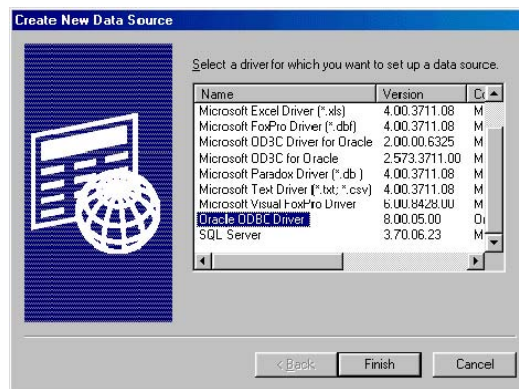 Create New Data Source
Select a driver for which you want to set up a data source.
Name Version Co
Microsoft Excel Driver (*.xls) 4.00.3711.08 M
Microsoft FoxPro Driver (*.dbf) 4.00.3711.08 M
Microsoft ODBC Driver for Oracle 2.00.00.6325 M
Microsoft ODBC for Oracle 2.573.3711.00 M
Microsoft Paradox Driver (*.db ) 4.00.3711.08 M
Microsoft Text Driver (*.txt; *.csv) 4.00.3711.08 M
Microsoft Visual FoxPro Driver 6.00.8428.00 M
Oracle ODBC Driver 8.00.05.00 Or
SQL Server 3.70.06.23 M
< Back Finish Cancel